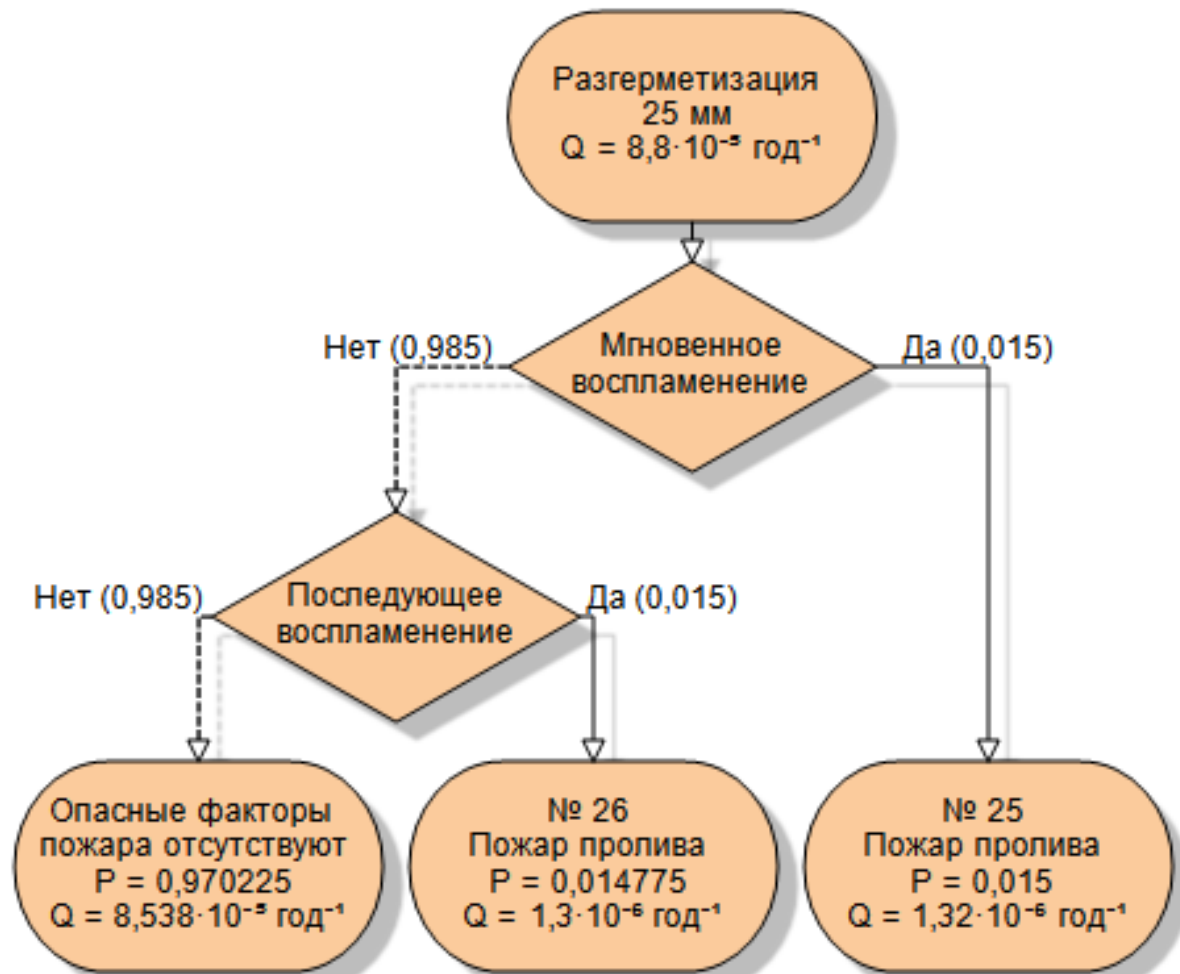 Разгерметизация
25 мм
Q = 8,8·10⁻⁵ год⁻¹
Нет (0,985)
Мгновенное
воспламенение
Да (0,015)
Нет (0,985)
Последующее
воспламенение
Да (0,015)
Опасные факторы
пожара отсутствуют
P = 0,970225
Q = 8,538·10⁻⁵ год⁻¹
№ 26
Пожар пролива
P = 0,014775
Q = 1,3·10⁻⁶ год⁻¹
№ 25
Пожар пролива
P = 0,015
Q = 1,32·10⁻⁶ год⁻¹